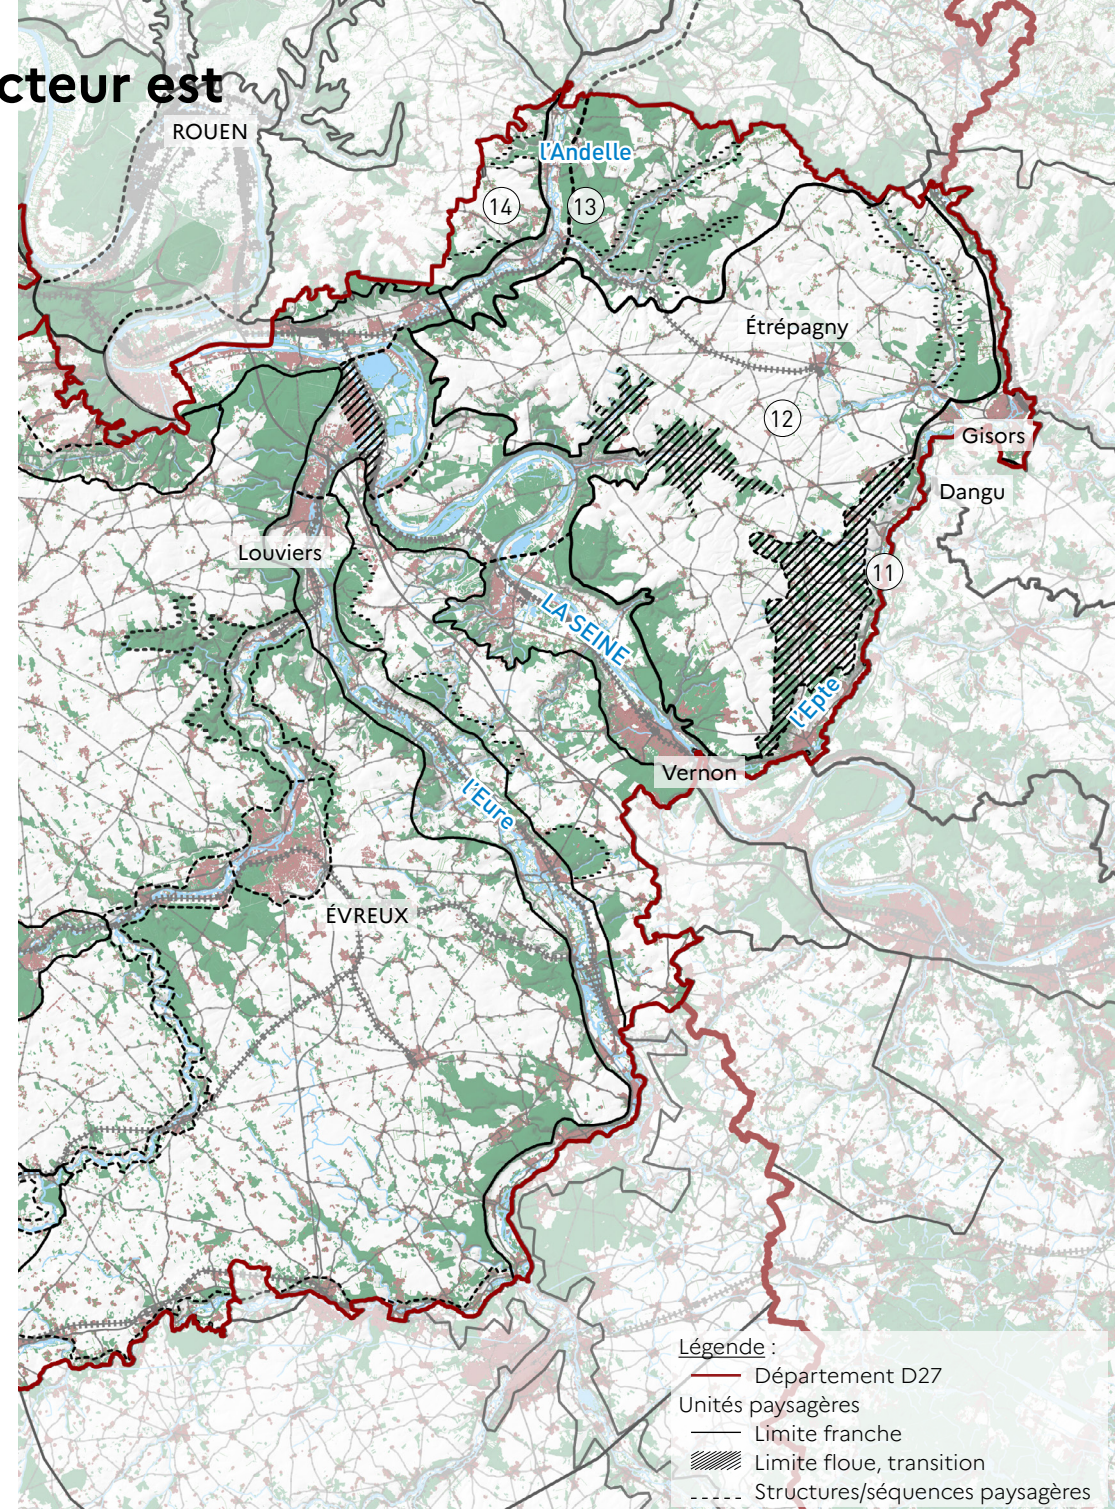 cteur est
ROUEN
l'Andelle
14
13
Étrépagny
12
Gisors
Dangu
Louviers
11
LA SEINE
l'Epte
Vernon
l'Eure
ÉVREUX
Légende :
Département D27
Unités paysagères
Limite franche
Limite floue, transition
Structures/séquences paysagères